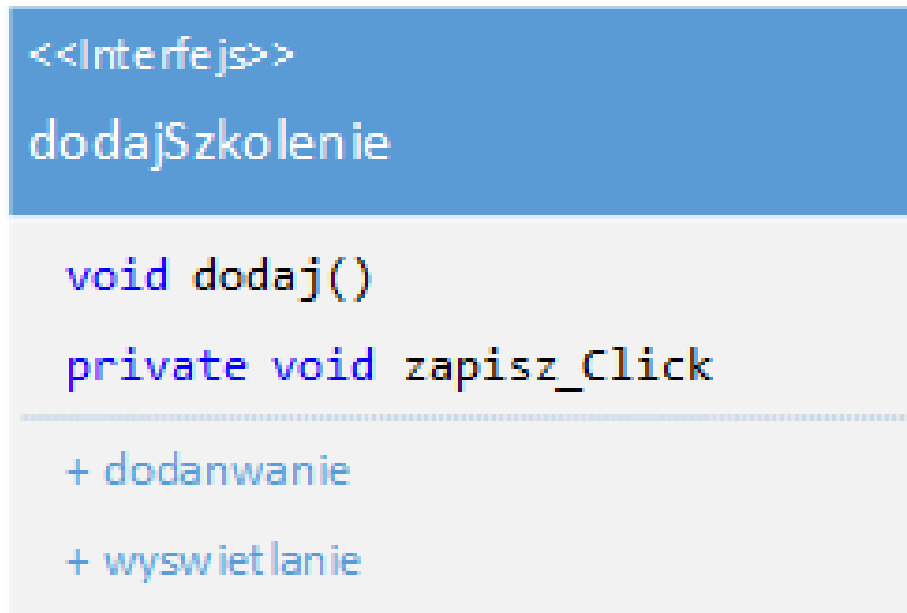 <<Interfejs>>
dodajSzkolenie
void dodaj()
private void zapisz_Click
+ dodanwanie
+ wyswietlanie